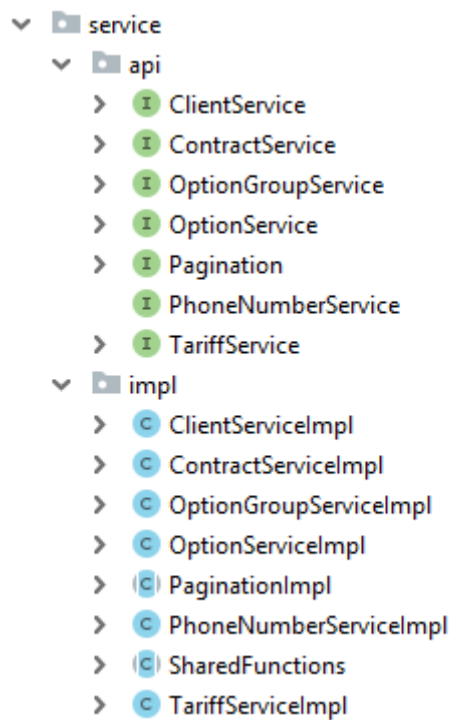 service
api
I ClientService
I ContractService
I OptionGroupService
I OptionService
I Pagination
I PhoneNumberService
I TariffService
impl
C ClientServiceImpl
C ContractServiceImpl
C OptionGroupServiceImpl
C OptionServiceImpl
C PaginationImpl
C PhoneNumberServiceImpl
C SharedFunctions
C TariffServiceImpl